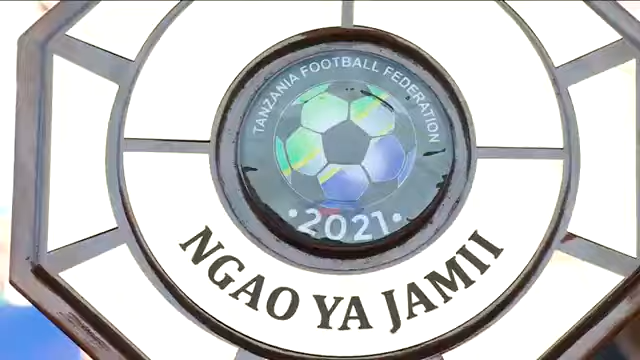 TANZANIA FOOTBALL FEDERATION
•2021•
NGAO YA JAMII